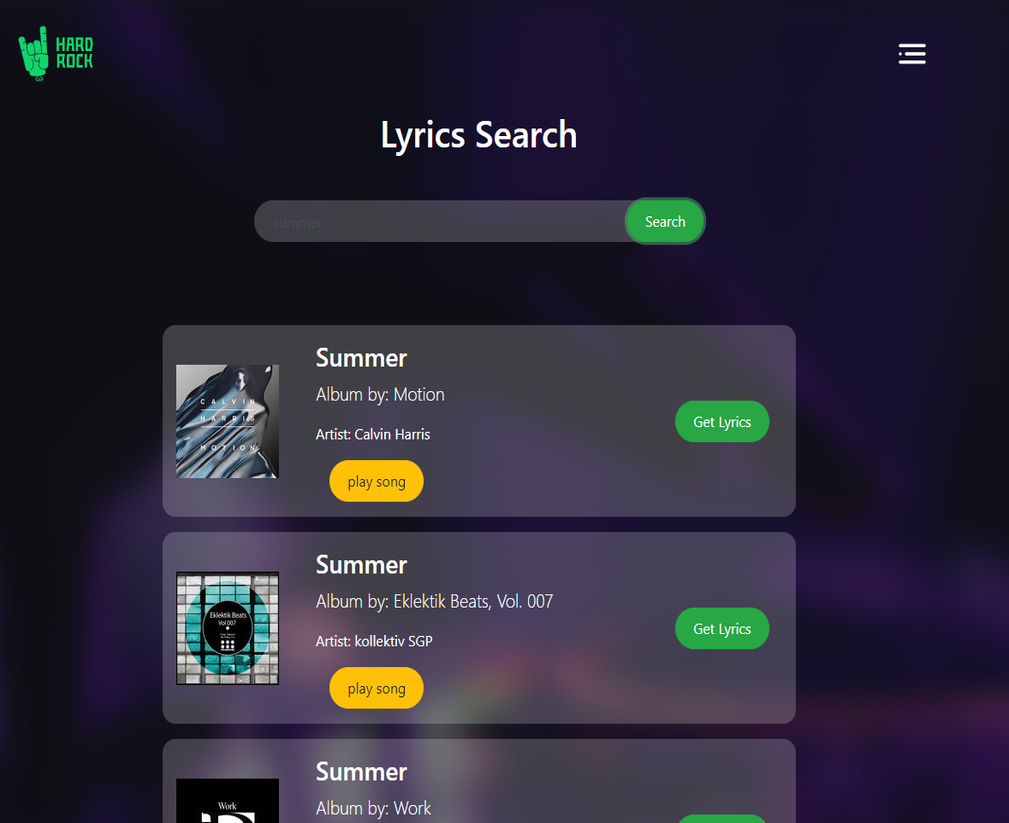 HARD
ROCK
Lyrics Search
summer
Search
Summer
Album by: Motion
Artist: Calvin Harris
play song
CALVIN
HARRIS
MOTION
Get Lyrics
Summer
Album by: Eklektik Beats, Vol. 007
Artist: kollektiv SGP
play song
Eklektik Beats
Vol 007
Get Lyrics
Summer
Album by: Work
Work